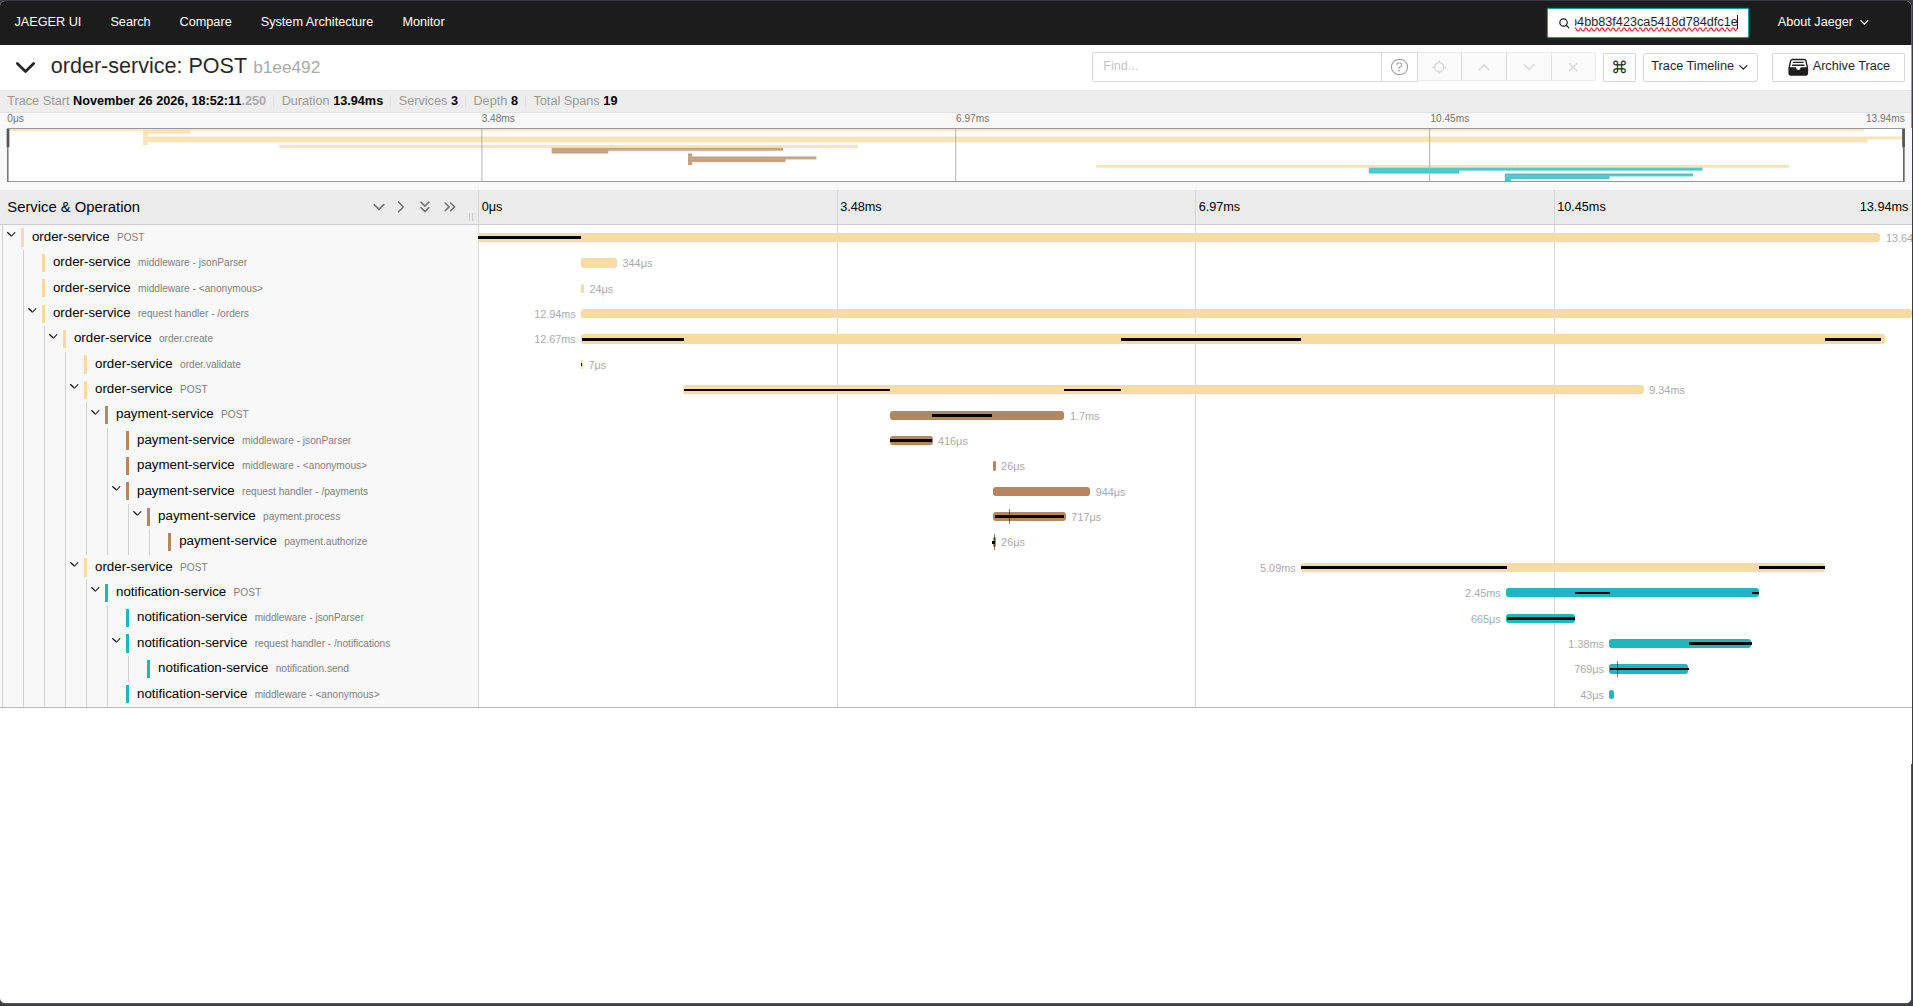 JAEGER UI Search Compare System Architecture Monitor 4bb83f423ca5418d784dfc1e About Jaeger
order-service: POST b1ee492 Find... Trace Timeline Archive Trace
Trace Start November 26 2026, 18:52:11.250 Duration 13.94ms Services 3 Depth 8 Total Spans 19
0μs 3.48ms 6.97ms 10.45ms 13.94ms
Service & Operation 0μs 3.48ms 6.97ms 10.45ms 13.94ms
order-service POST 13.64
order-service middleware - jsonParser 344μs
order-service middleware - <anonymous> 24μs
order-service request handler - /orders 12.94ms
order-service order.create 12.67ms
order-service order.validate 7μs
order-service POST 9.34ms
payment-service POST 1.7ms
payment-service middleware - jsonParser 416μs
payment-service middleware - <anonymous> 26μs
payment-service request handler - /payments 944μs
payment-service payment.process 717μs
payment-service payment.authorize 26μs
order-service POST 5.09ms
notification-service POST 2.45ms
notification-service middleware - jsonParser 665μs
notification-service request handler - /notifications 1.38ms
notification-service notification.send 769μs
notification-service middleware - <anonymous> 43μs